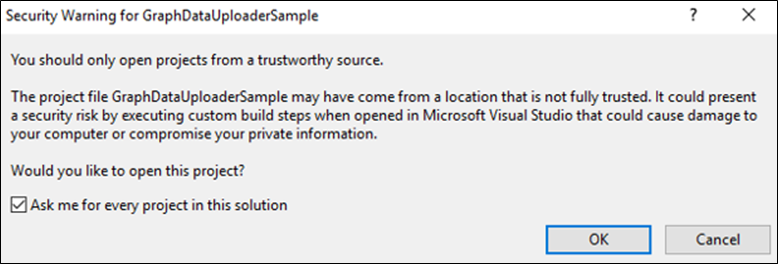 Security Warning for GraphDataUploaderSample
You should only open projects from a trustworthy source.
The project file GraphDataUploaderSample may have come from a location that is not fully trusted. It could present
a security risk by executing custom build steps when opened in Microsoft Visual Studio that could cause damage to
your computer or compromise your private information.
Would you like to open this project?
Ask me for every project in this solution
OK
Cancel